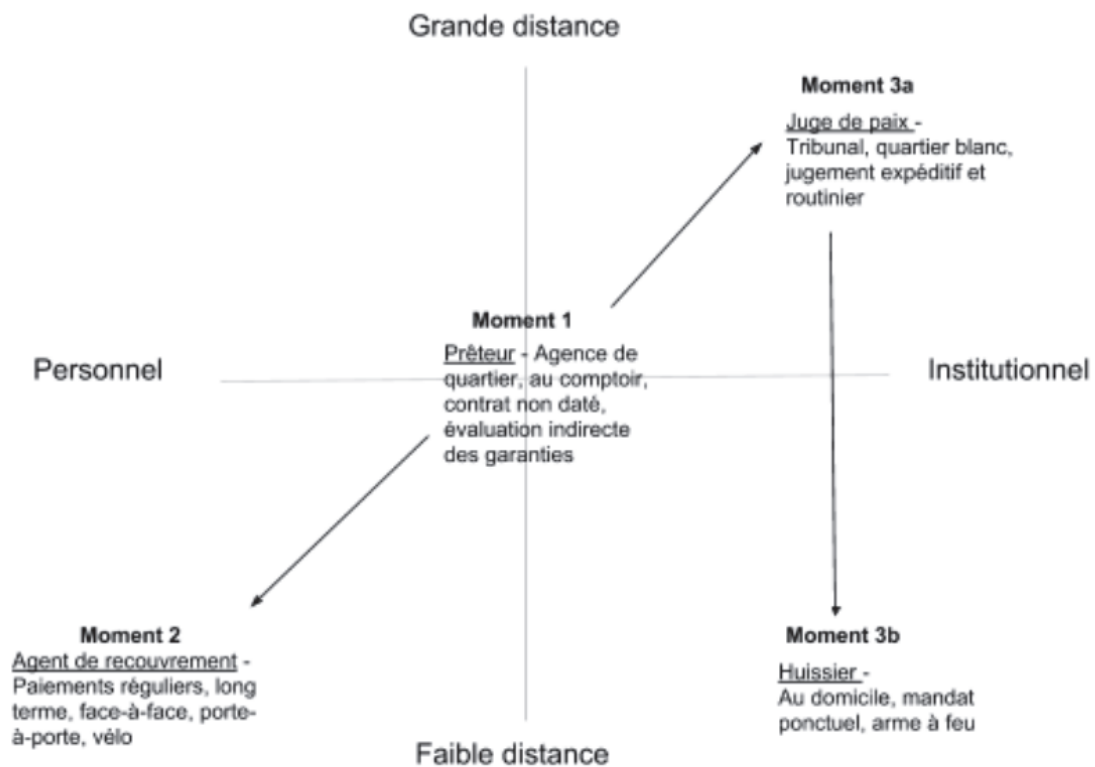 Grande distance
Moment 3a
Juge de paix -
Tribunal, quartier blanc,
jugement expéditif et
routinier
Moment 1
Prêteur - Agence de
quartier, au comptoir,
contrat non daté,
évaluation indirecte
des garanties
Personnel
Institutionnel
Moment 2
Agent de recouvrement -
Paiements réguliers, long
terme, face-à-face, porte-
à-porte, vélo
Moment 3b
Huissier -
Au domicile, mandat
ponctuel, arme à feu
Faible distance